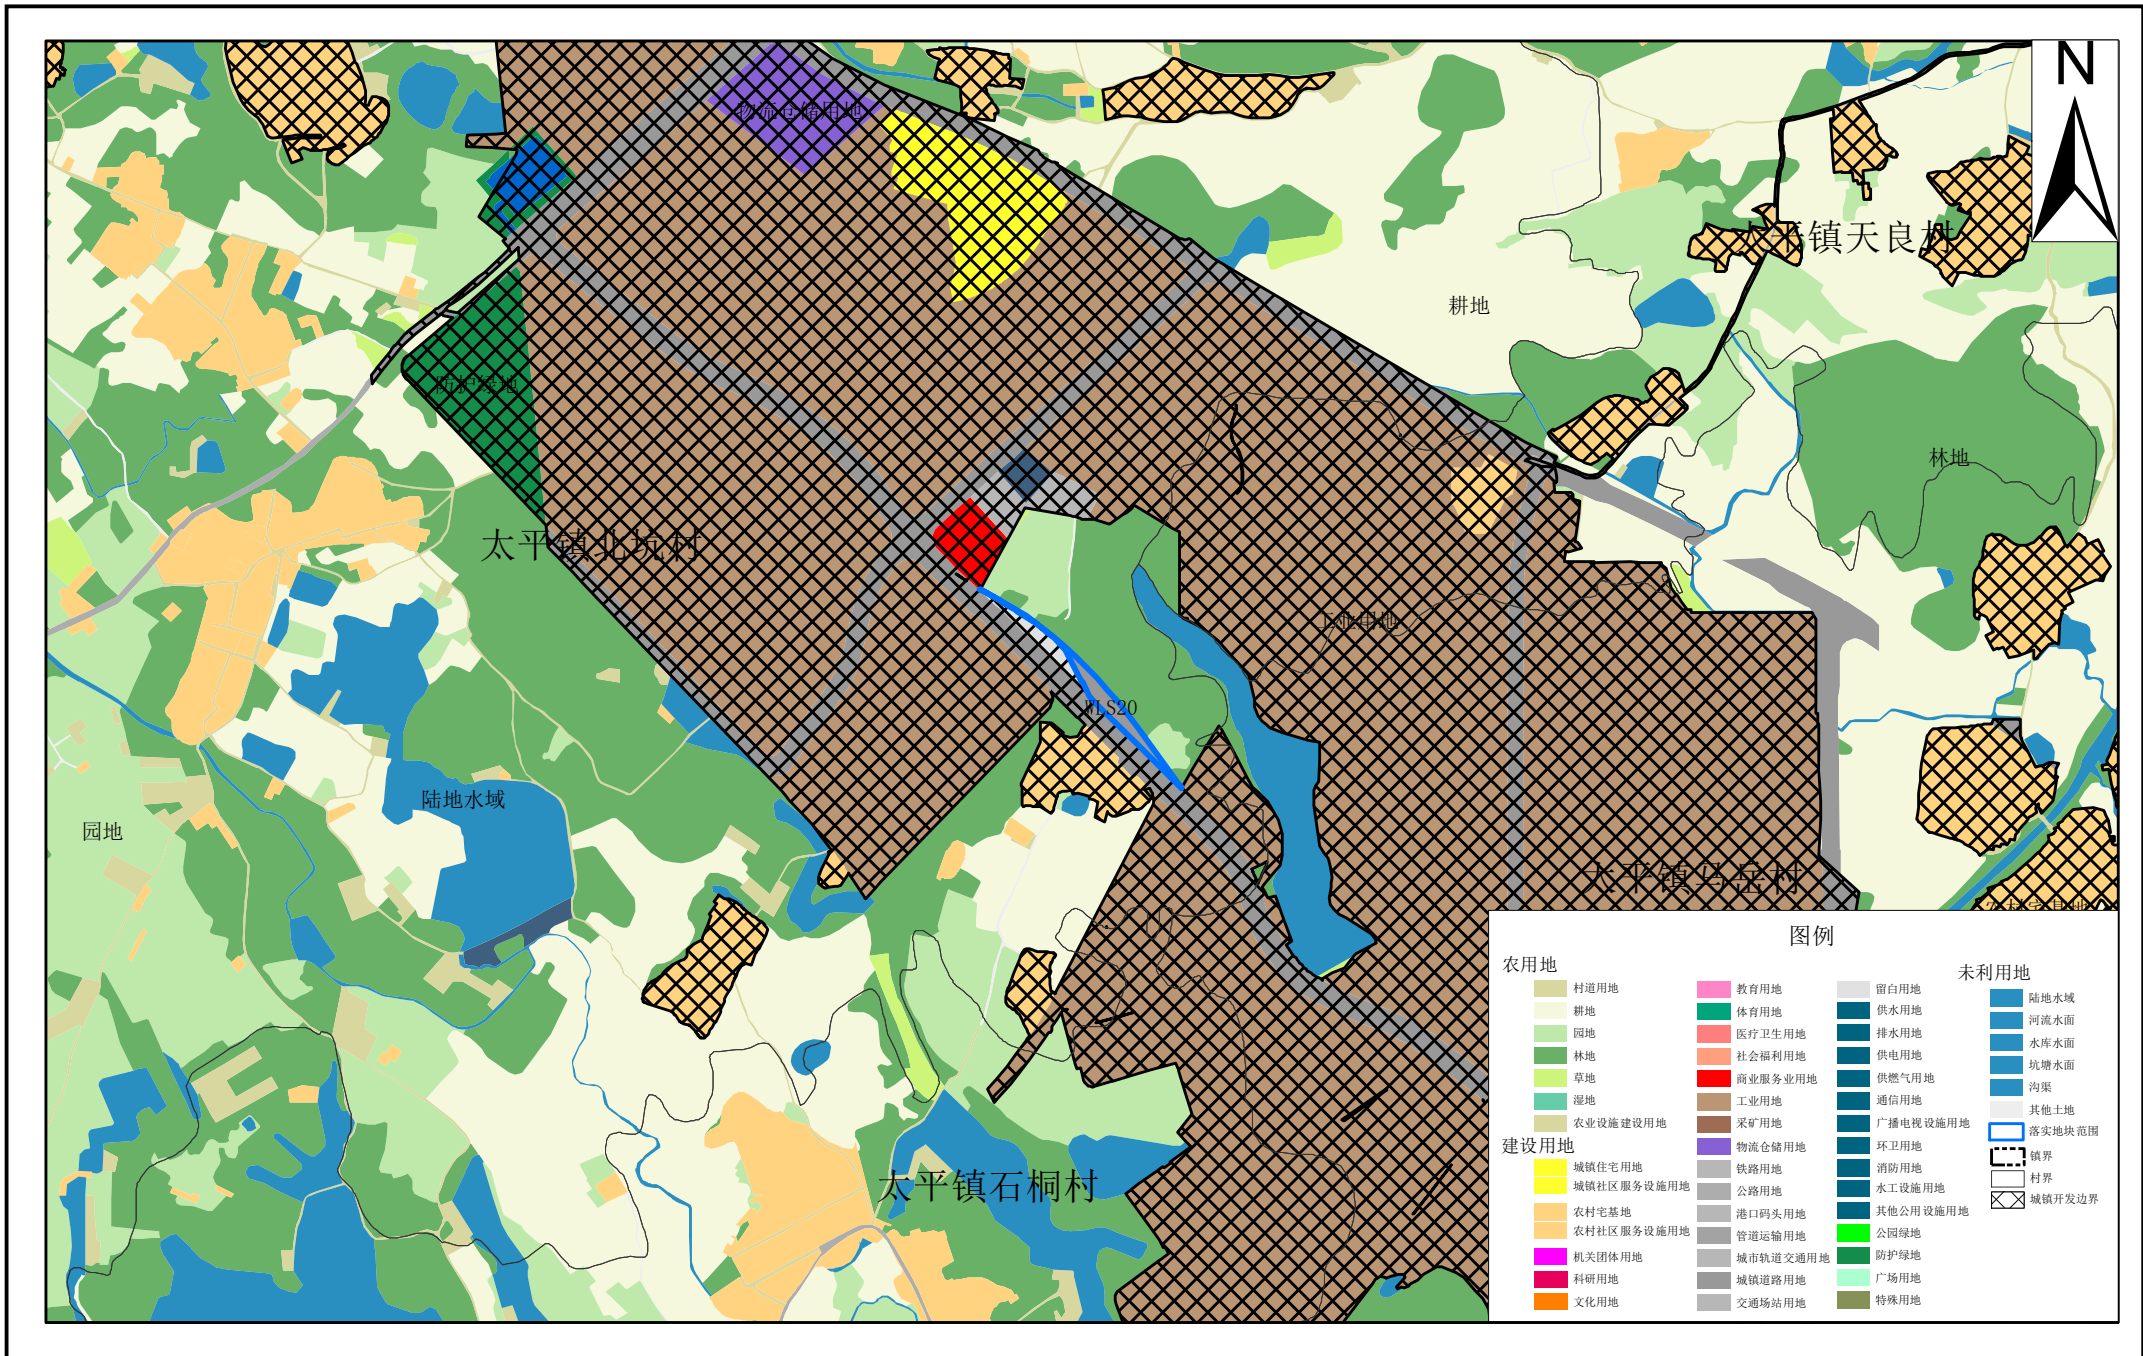 N
物流仓储用地
太平镇天良村
耕地
防护绿地
林地
太平镇北坑村
工业用地
WLS20
陆地水域
园地
太平镇马岳村
农村宅基地
太平镇石桐村
图例
农用地
村道用地
耕地
园地
林地
草地
湿地
农业设施建设用地
建设用地
城镇住宅用地
城镇社区服务设施用地
农村宅基地
农村社区服务设施用地
机关团体用地
科研用地
文化用地
教育用地
体育用地
医疗卫生用地
社会福利用地
商业服务业用地
工业用地
采矿用地
物流仓储用地
铁路用地
公路用地
港口码头用地
管道运输用地
城市轨道交通用地
城镇道路用地
交通场站用地
留白用地
供水用地
排水用地
供电用地
供燃气用地
通信用地
广播电视设施用地
环卫用地
消防用地
水工设施用地
其他公用设施用地
公园绿地
防护绿地
广场用地
特殊用地
未利用地
陆地水域
河流水面
水库水面
坑塘水面
沟渠
其他土地
落实地块范围
镇界
村界
城镇开发边界